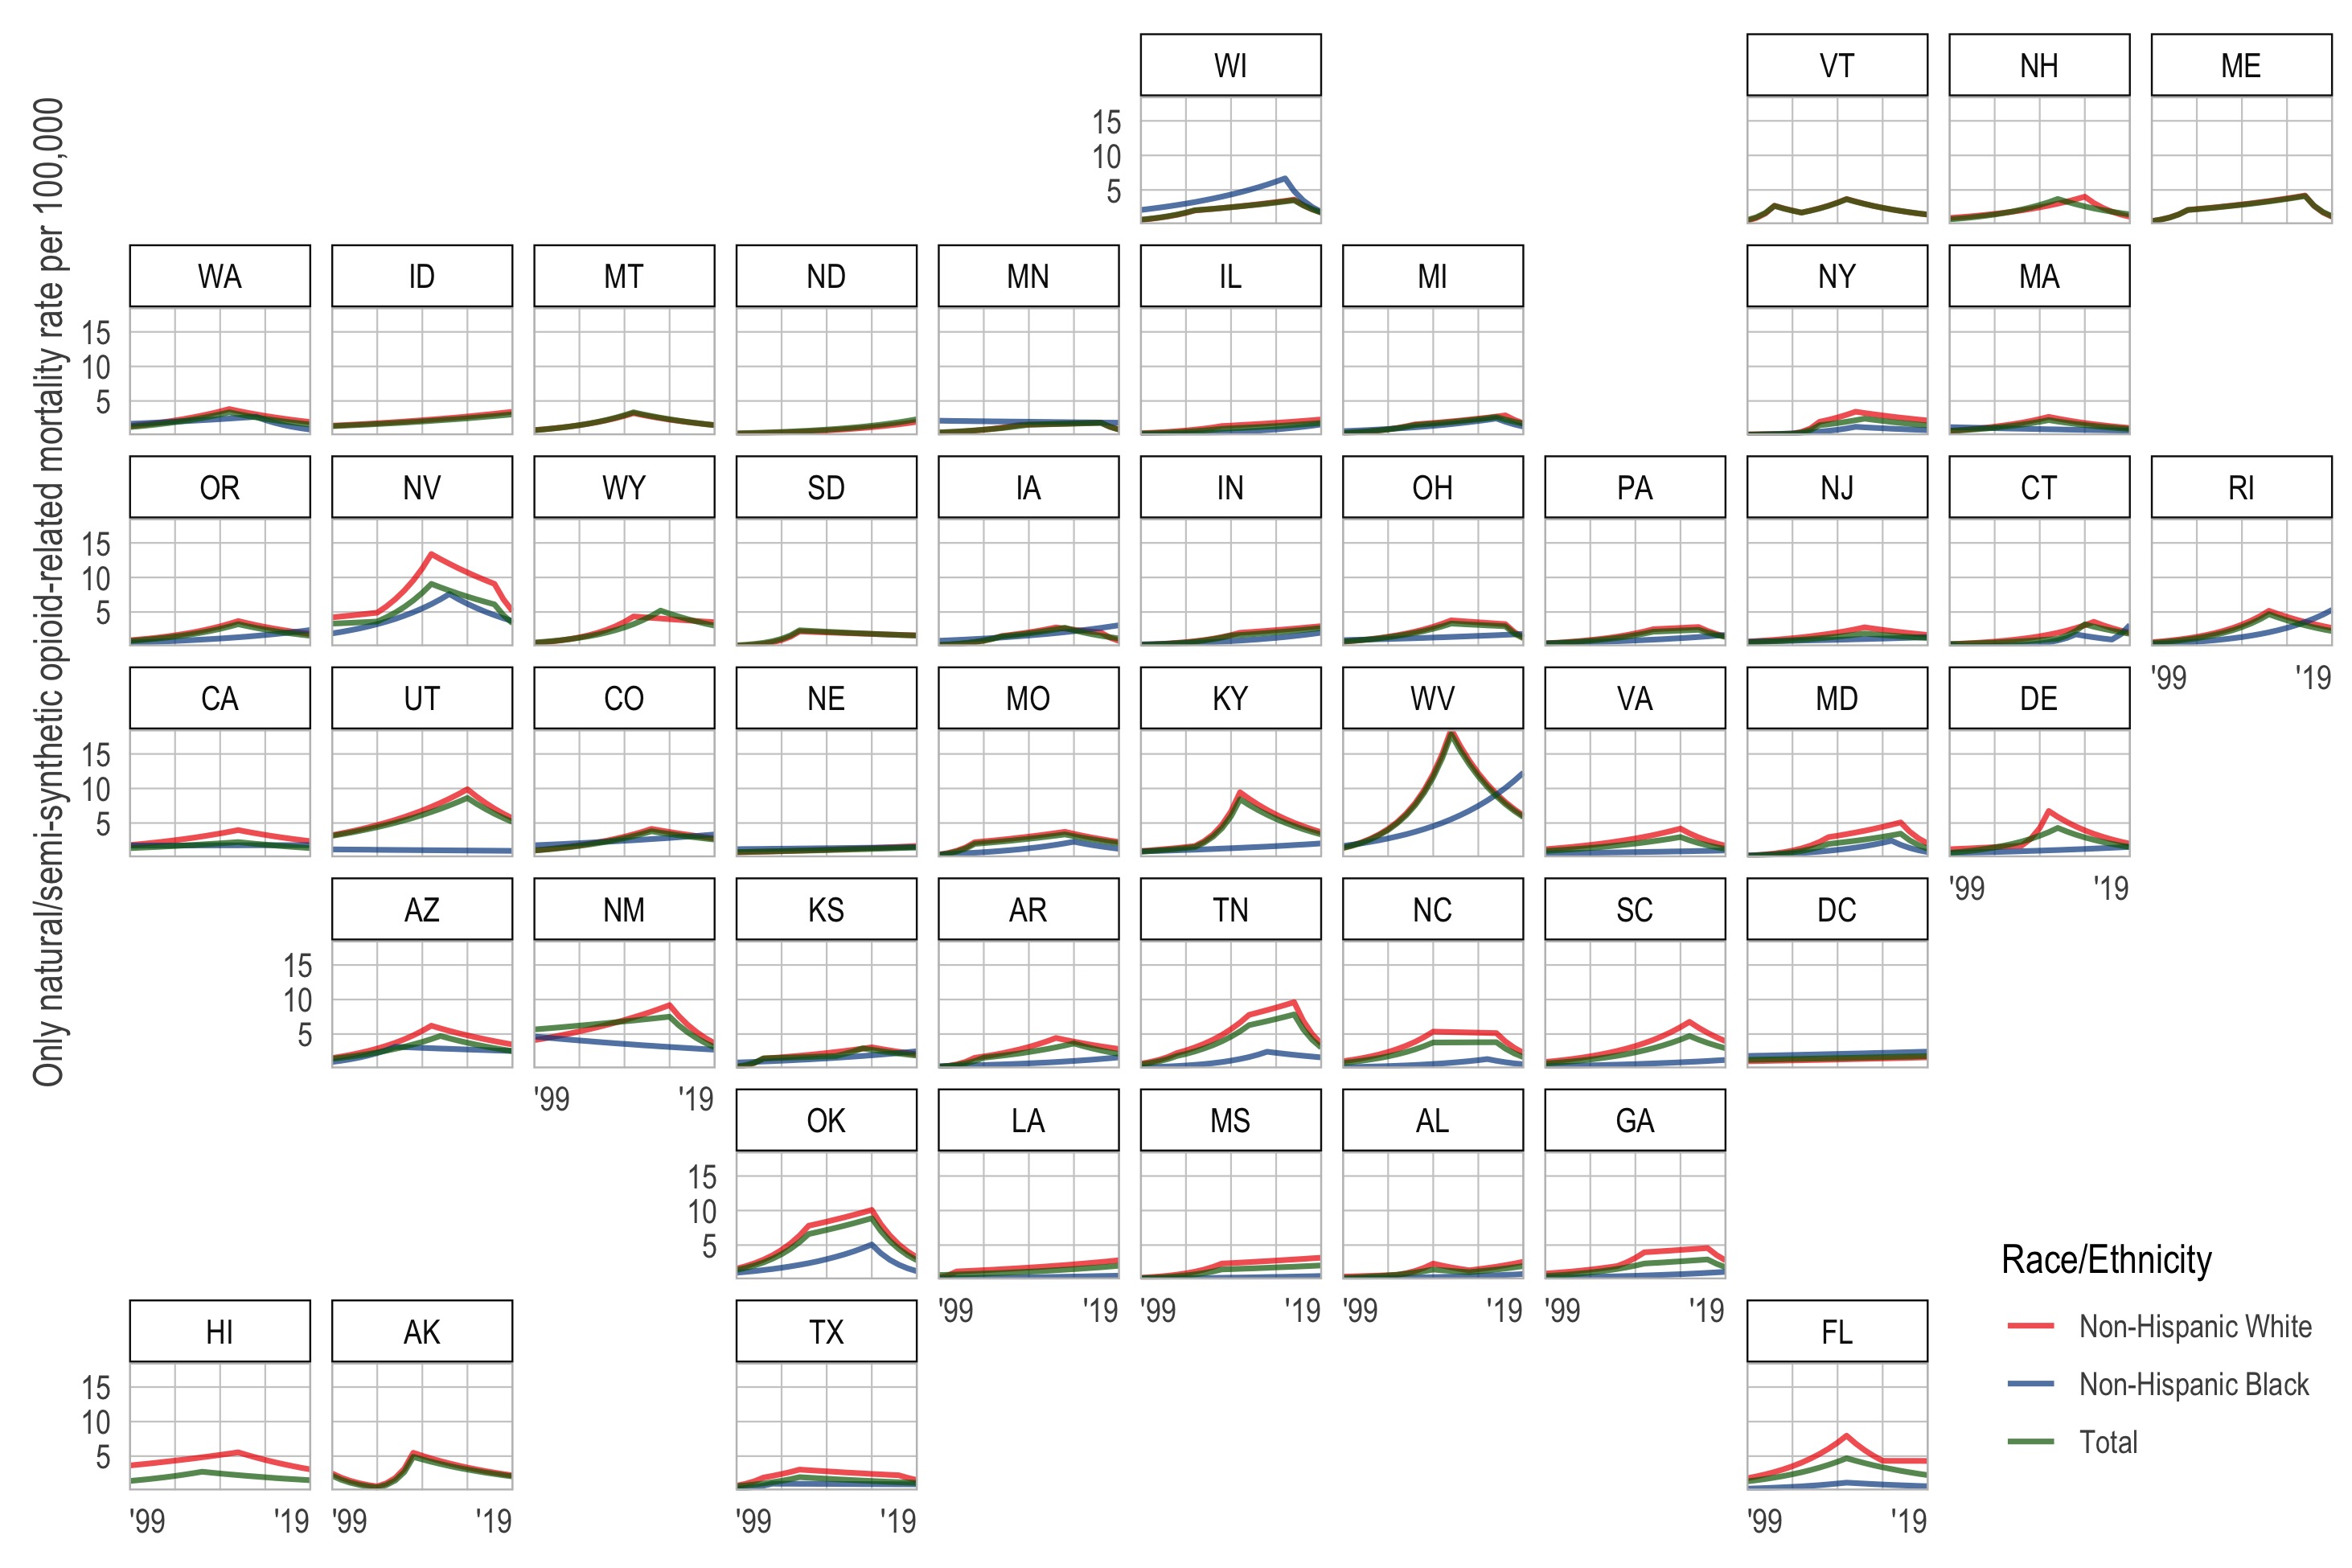 Only natural/semi-synthetic opioid-related mortality rate per 100,000
WI VT NH ME
15
10
5
WA ID MT ND MN IL MI NY MA
15
10
5
OR NV WY SD IA IN OH PA NJ CT RI
15
10
5
'99 '19
CA UT CO NE MO KY WV VA MD DE
15
10
5
'99 '19
AZ NM KS AR TN NC SC DC
15
10
5
'99 '19
OK LA MS AL GA
15
10
5
'99 '19 '99 '19 '99 '19 '99 '19
HI AK TX FL
15
10
5
'99 '19 '99 '19 '99 '19 '99 '19
Race/Ethnicity
Non-Hispanic White
Non-Hispanic Black
Total